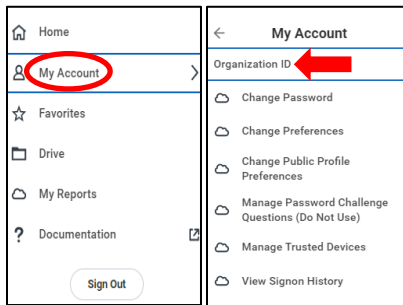 Home
My Account
Favorites
Drive
My Reports
? Documentation
Sign Out
My Account
Organization ID
Change Password
Change Preferences
Change Public Profile
Preferences
Manage Password Challenge
Questions (Do Not Use)
Manage Trusted Devices
View Signon History